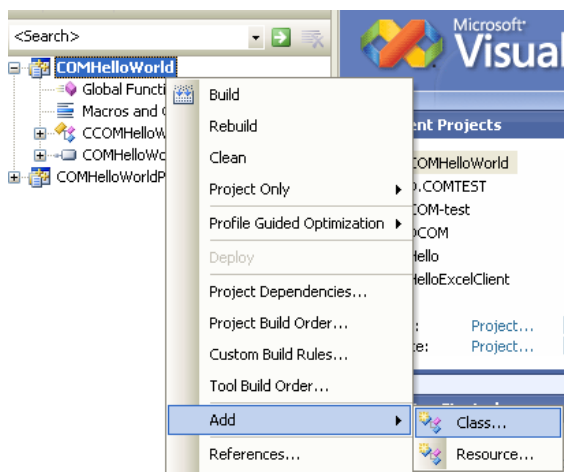 <Search>
Microsoft
Visual
COMHelloWorld
Global Functi
Macros and
CCOMHelloW
COMHelloWo
COMHelloWorldP
Build
Rebuild
Clean
Project Only
Profile Guided Optimization
Deploy
Project Dependencies...
Project Build Order...
Custom Build Rules...
Tool Build Order...
Add
References...
Class...
Resource...
ent Projects
COMHelloWorld
.COMTEST
COM-test
COM
Hello
HelloExcelClient
: Project...
ce: Project...